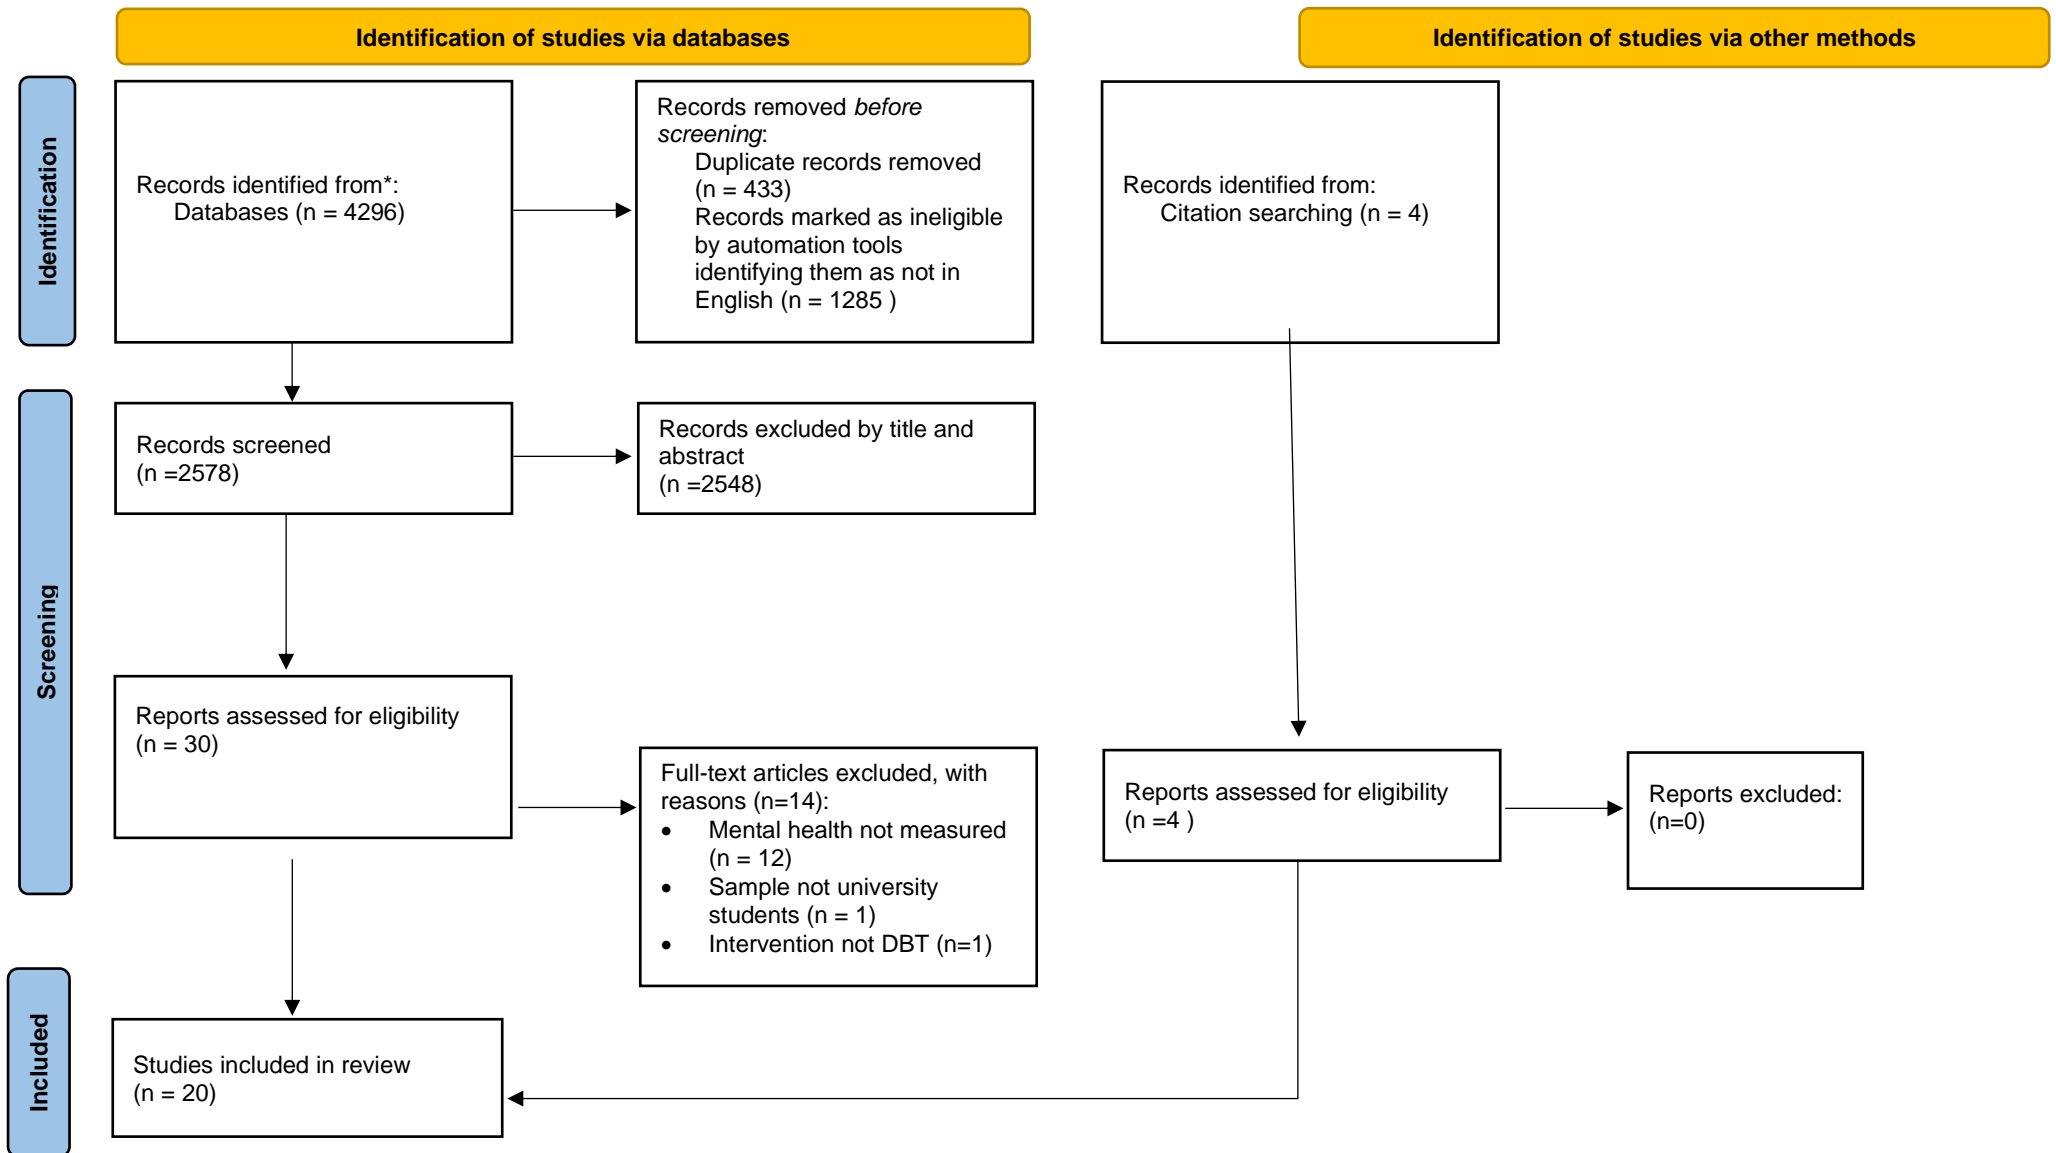 Identification of studies via databases
Identification of studies via other methods
Identification
Records identified from*:
Databases (n = 4296)
Records removed before
screening:
Duplicate records removed
(n = 433)
Records marked as ineligible
by automation tools
identifying them as not in
English (n = 1285 )
Records identified from:
Citation searching (n = 4)
Screening
Records screened
(n =2578)
Records excluded by title and
abstract
(n =2548)
Reports assessed for eligibility
(n = 30)
Full-text articles excluded, with
reasons (n=14):
• Mental health not measured
(n = 12)
• Sample not university
students (n = 1)
• Intervention not DBT (n=1)
Reports assessed for eligibility
(n =4 )
Reports excluded:
(n=0)
Included
Studies included in review
(n = 20)